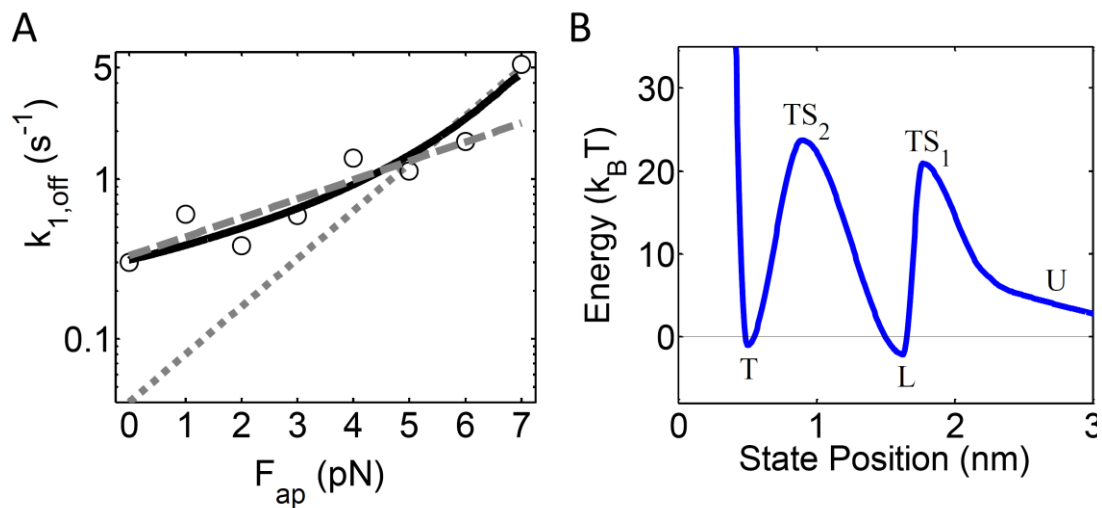 A
k1,off (s-1)
5
1
0.1
0 1 2 3 4 5 6 7
Fap (pN)
B
Energy (kBT)
30
20
10
0
TS2
TS1
U
T
L
0 1 2 3
State Position (nm)